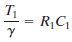 T₁/γ = R₁C₁